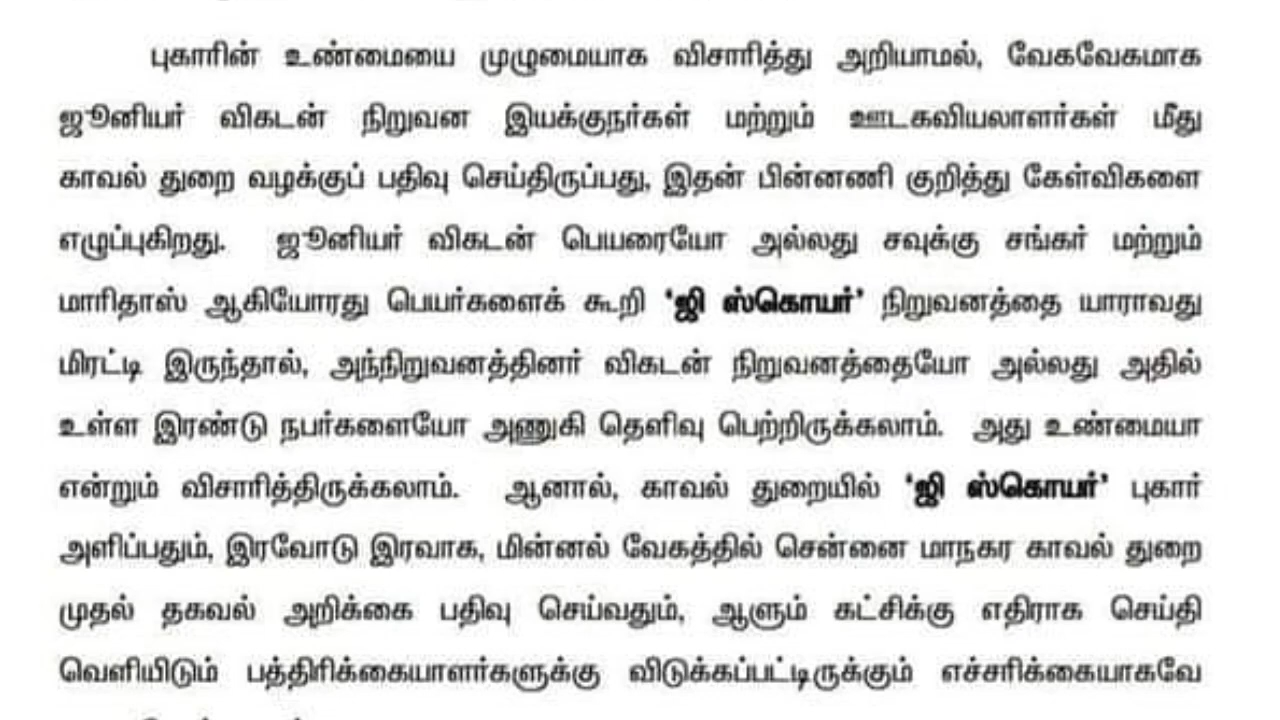 புகாரின் உண்மையை முழுமையாக விசாரித்து அறியாமல், வேகவேகமாக
ஜூனியர் விகடன் நிறுவன இயக்குநர்கள் மற்றும் ஊடகவியலாளர்கள் மீது
காவல் துறை வழக்குப் பதிவு செய்திருப்பது, இதன் பின்னணி குறித்து கேள்விகளை
எழுப்புகிறது. ஜூனியர் விகடன் பெயரையோ அல்லது சவுக்கு சங்கர் மற்றும்
மாரிதாஸ் ஆகியோரது பெயர்களைக் கூறி 'ஜி ஸ்கொயர்' நிறுவனத்தை யாராவது
மிரட்டி இருந்தால், அந்நிறுவனத்தினர் விகடன் நிறுவனத்தையோ அல்லது அதில்
உள்ள இரண்டு நபர்களையோ அணுகி தெளிவு பெற்றிருக்கலாம். அது உண்மையா
என்றும் விசாரித்திருக்கலாம். ஆனால், காவல் துறையில் 'ஜி ஸ்கொயர்' புகார்
அளிப்பதும், இரவோடு இரவாக, மின்னல் வேகத்தில் சென்னை மாநகர காவல் துறை
முதல் தகவல் அறிக்கை பதிவு செய்வதும், ஆளும் கட்சிக்கு எதிராக செய்தி
வெளியிடும் பத்திரிக்கையாளர்களுக்கு விடுக்கப்பட்டிருக்கும் எச்சரிக்கையாகவே